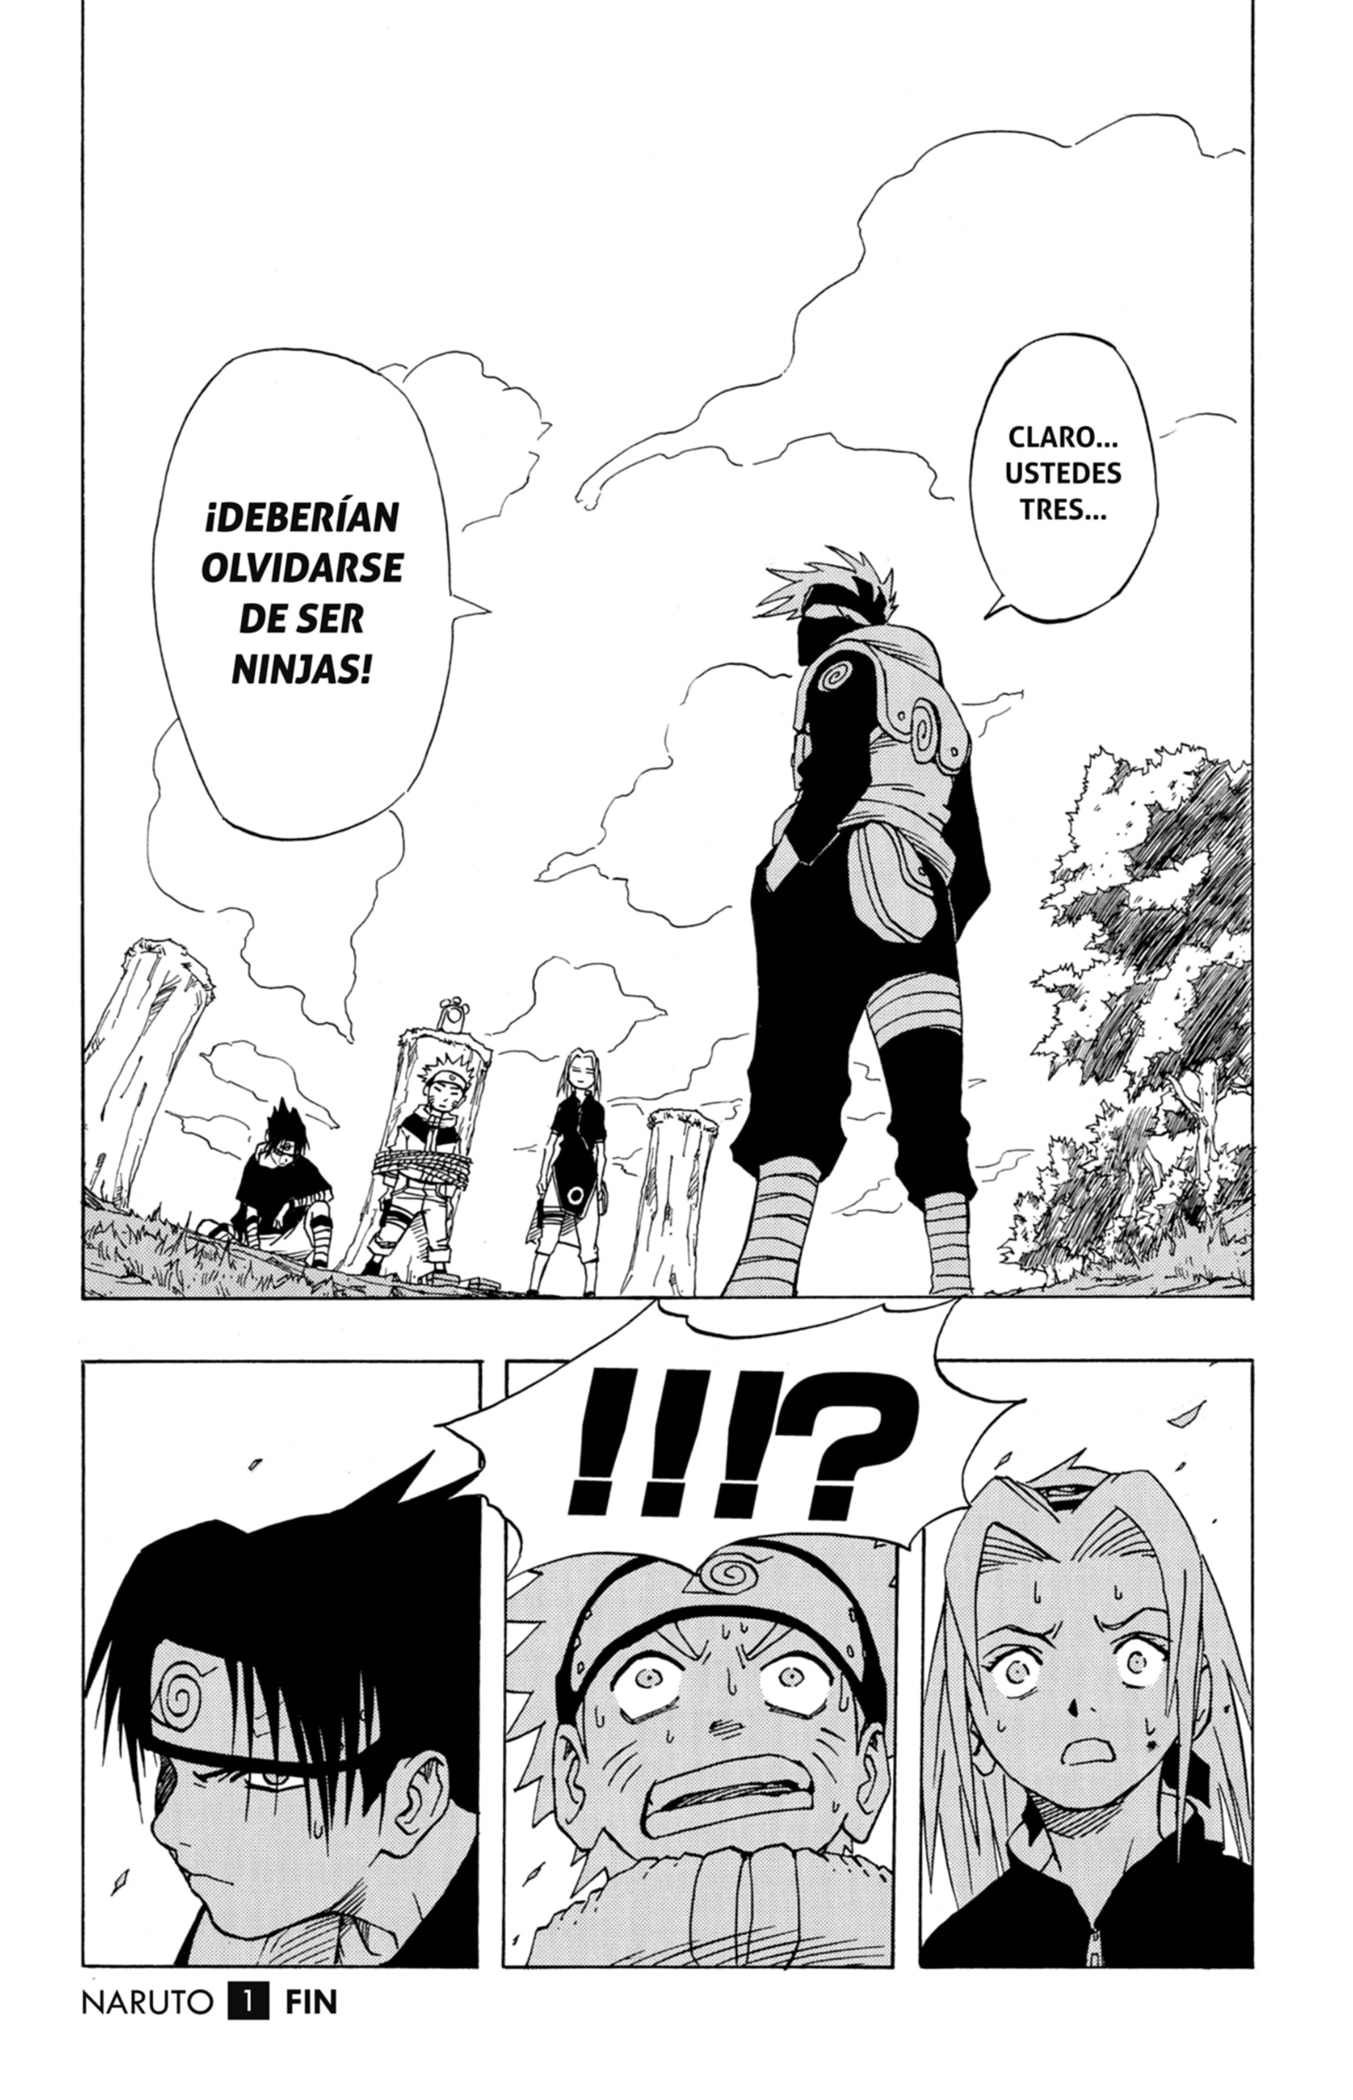 CLARO...
USTEDES
TRES...
¡DEBERÍAN
OLVIDARSE
DE SER
NINJAS!
!!!?
NARUTO 1 FIN